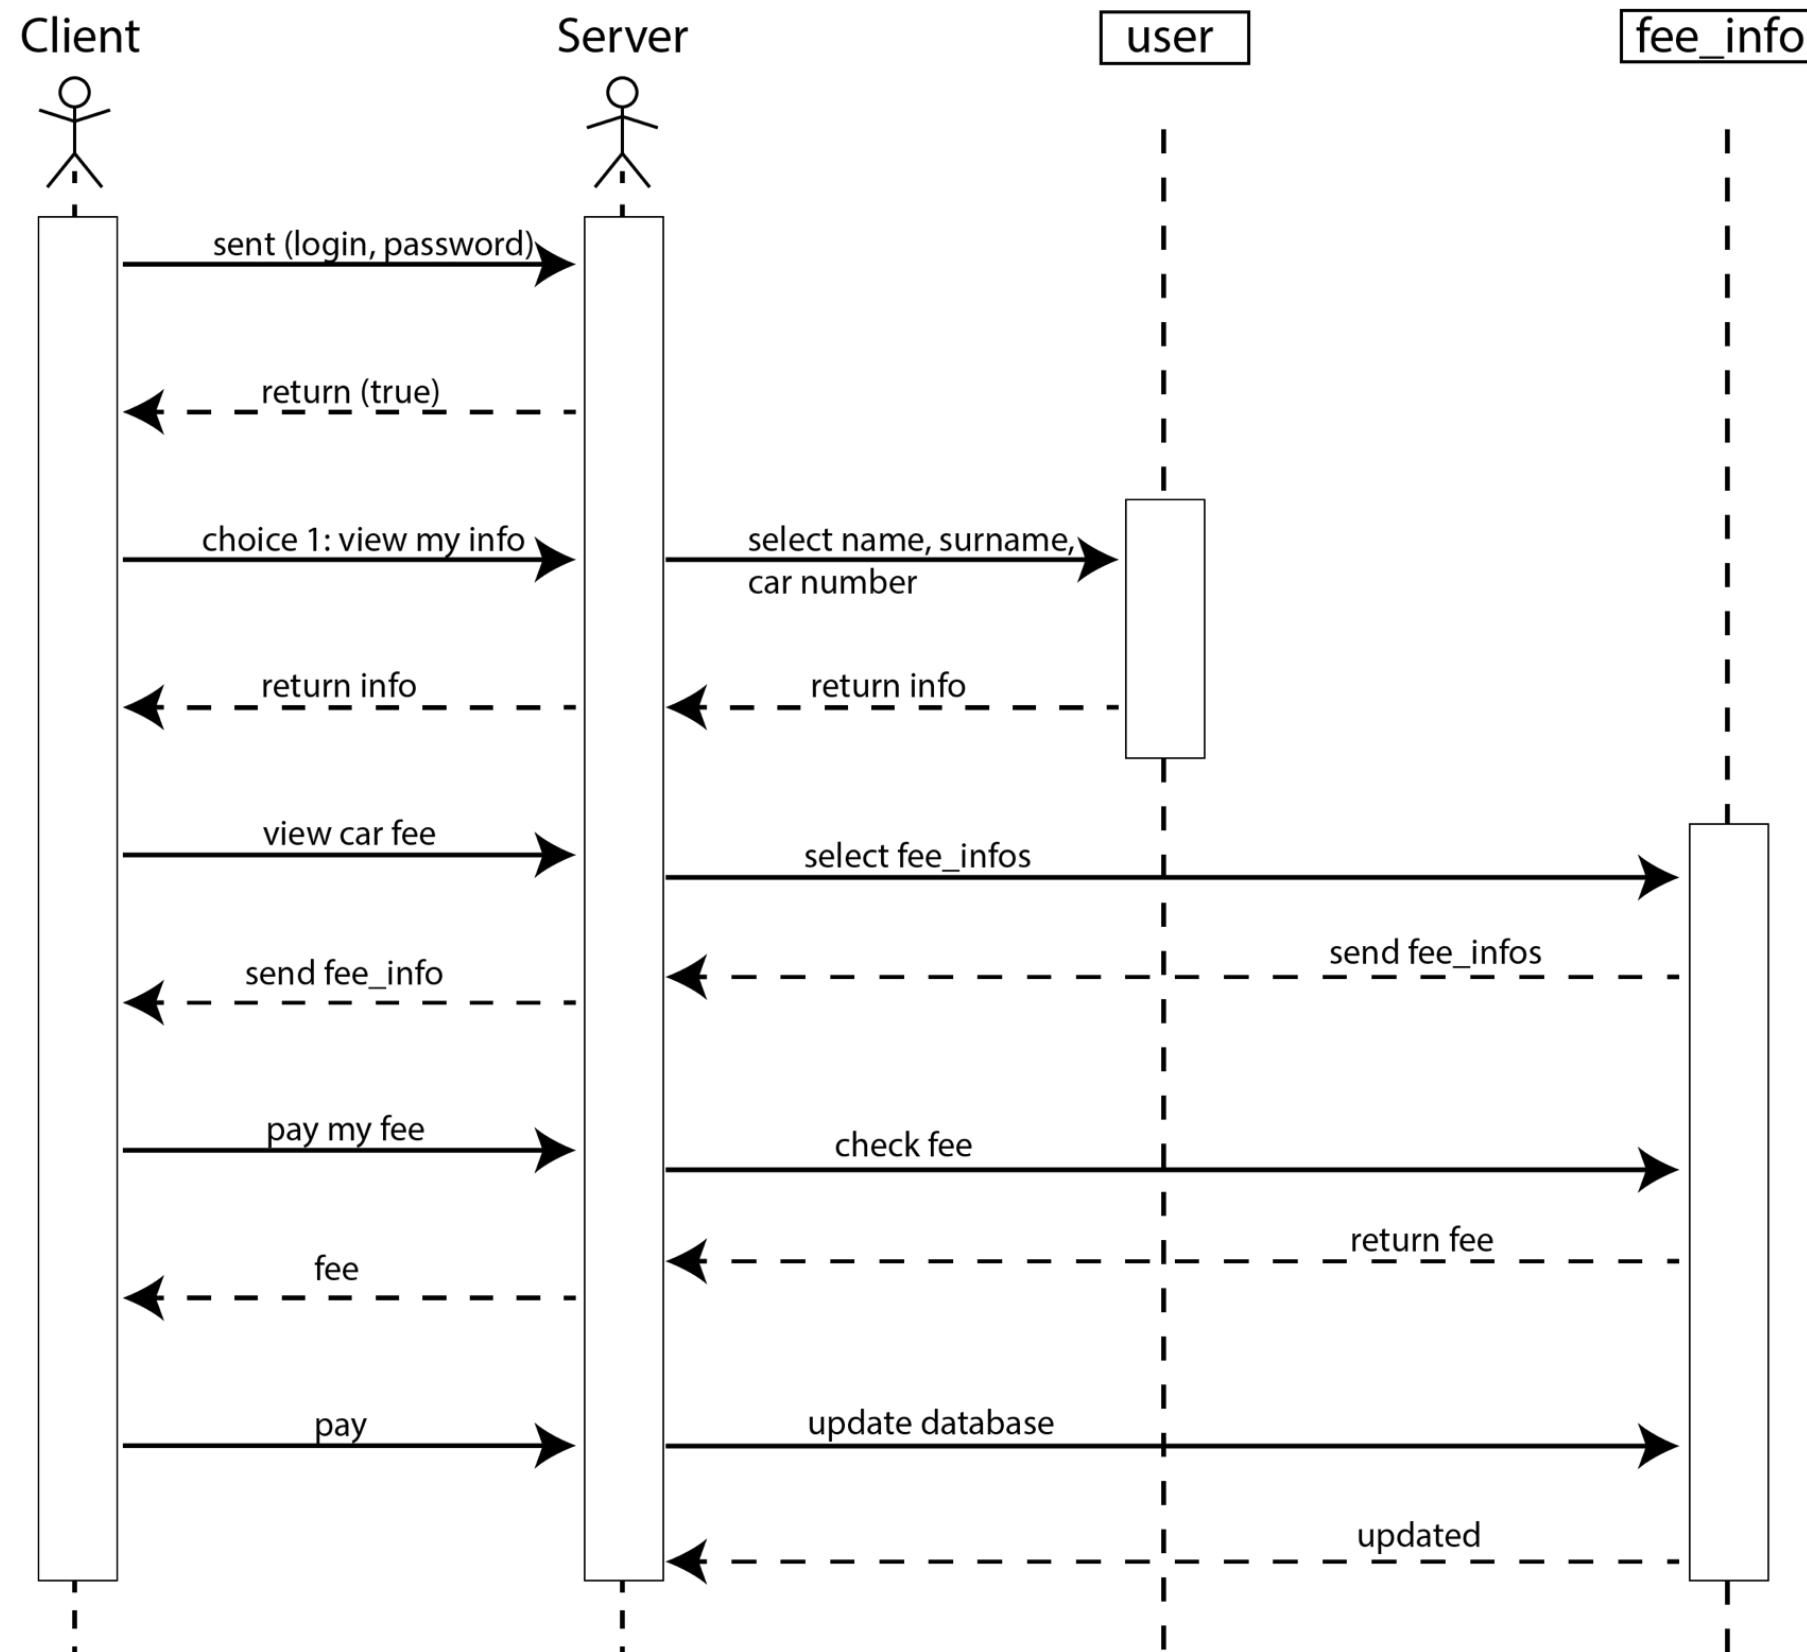 Client
Server
user
fee_info
sent (login, password)
return (true)
choice 1: view my info
select name, surname,
car number
return info
return info
view car fee
select fee_infos
send fee_infos
send fee_info
pay my fee
check fee
return fee
fee
pay
update database
updated